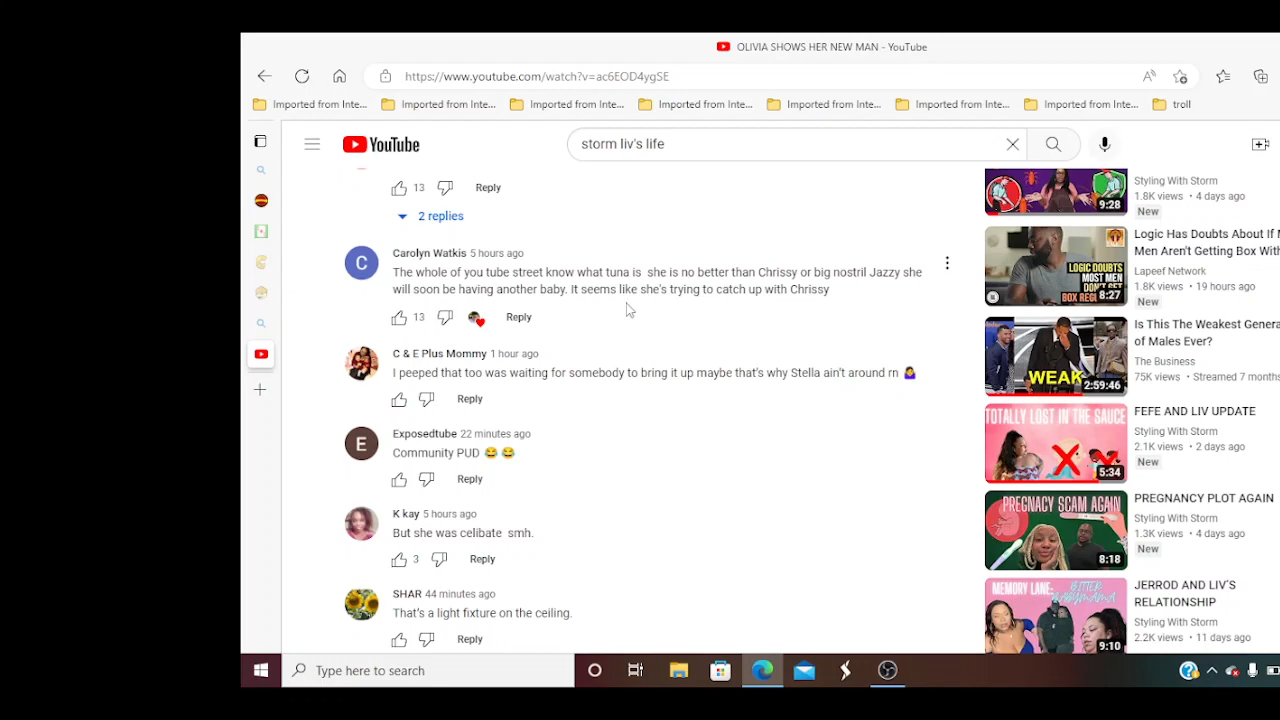 OLIVIA SHOWS HER NEW MAN - YouTube
https://www.youtube.com/watch?v=ac6EOD4ygSE
Imported from Inte...
Imported from Inte...
Imported from Inte...
Imported from Inte...
Imported from Inte...
Imported from Inte...
Imported from Inte...
troll
YouTube
storm liv's life
13
Reply
2 replies
C
Carolyn Watkis 5 hours ago
The whole of you tube street know what tuna is she is no better than Chrissy or big nostril Jazzy she
will soon be having another baby. It seems like she's trying to catch up with Chrissy
13
Reply
C & E Plus Mommy 1 hour ago
I peeped that too was waiting for somebody to bring it up maybe that's why Stella ain't around rn 🤷‍♀️
Reply
E
Exposedtube 22 minutes ago
Community PUD 😂 😂
Reply
K kay 5 hours ago
But she was celibate smh.
3
Reply
SHAR 44 minutes ago
That's a light fixture on the ceiling.
Reply
9:28
Styling With Storm
1.8K views • 4 days ago
New
LOGIC DOUBTS
MOST MEN
DON'T GET
8:27
Logic Has Doubts About If M
Men Aren't Getting Box With
Lapeef Network
1.8K views • 19 hours ago
New
WEAK
2:59:46
Is This The Weakest Genera
of Males Ever?
The Business
75K views • Streamed 7 months
TOTALLY LOST IN THE SAUCE
5:34
FEFE AND LIV UPDATE
Styling With Storm
2.1K views • 2 days ago
New
PREGNACY SCAM AGAIN
8:18
PREGNANCY PLOT AGAIN
Styling With Storm
1.3K views • 4 days ago
New
MEMORY LANE:
BITTER
BABYMAMA
9:10
JERROD AND LIV'S
RELATIONSHIP
Styling With Storm
2.2K views • 11 days ago
Type here to search